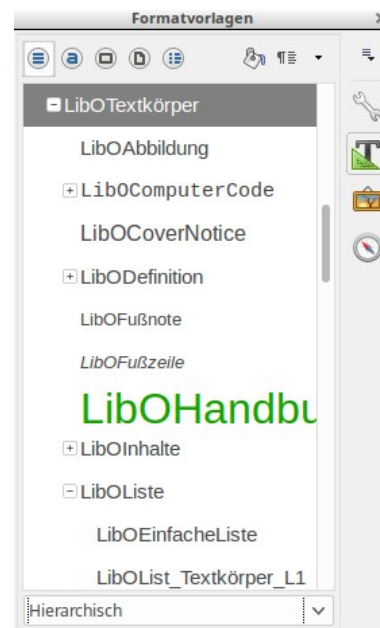 Formatvorlagen
LibOTextkörper
LibOAbbildung
LibOComputerCode
LibOCoverNotice
LibODefinition
LibOFußnote
LibOFußzeile
LibOHandbu
LibOInhalte
LibOListe
LibOEinfacheListe
LibOList_Textkörper_L1
Hierarchisch